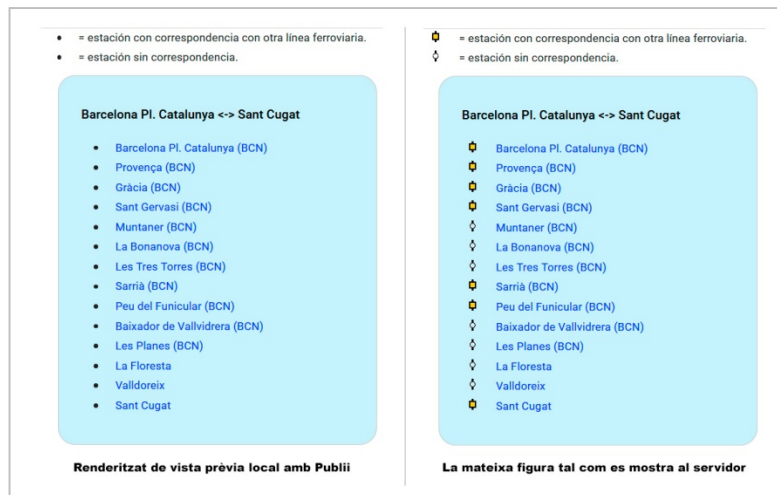 = estación con correspondencia con otra línea ferroviaria.
= estación sin correspondencia.
Barcelona Pl. Catalunya <-> Sant Cugat
Barcelona Pl. Catalunya (BCN)
Provença (BCN)
Gràcia (BCN)
Sant Gervasi (BCN)
Muntaner (BCN)
La Bonanova (BCN)
Les Tres Torres (BCN)
Sarrià (BCN)
Peu del Funicular (BCN)
Baixador de Vallvidrera (BCN)
Les Planes (BCN)
La Floresta
Valldoreix
Sant Cugat
Renderitzat de vista prèvia local amb Publii
= estación con correspondencia con otra línea ferroviaria.
= estación sin correspondencia.
Barcelona Pl. Catalunya <-> Sant Cugat
Barcelona Pl. Catalunya (BCN)
Provença (BCN)
Gràcia (BCN)
Sant Gervasi (BCN)
Muntaner (BCN)
La Bonanova (BCN)
Les Tres Torres (BCN)
Sarrià (BCN)
Peu del Funicular (BCN)
Baixador de Vallvidrera (BCN)
Les Planes (BCN)
La Floresta
Valldoreix
Sant Cugat
La mateixa figura tal com es mostra al servidor